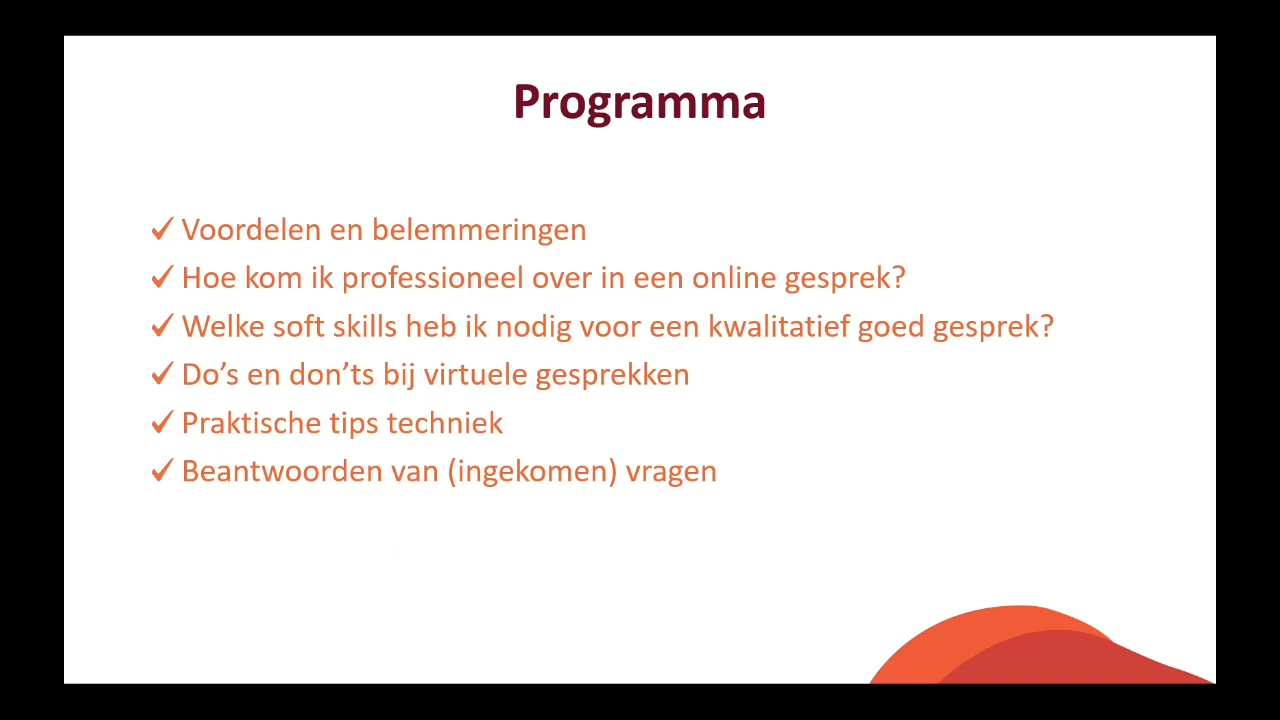 Programma
✓ Voordelen en belemmeringen
✓ Hoe kom ik professioneel over in een online gesprek?
✓ Welke soft skills heb ik nodig voor een kwalitatief goed gesprek?
✓ Do’s en don’ts bij virtuele gesprekken
✓ Praktische tips techniek
✓ Beantwoorden van (ingekomen) vragen